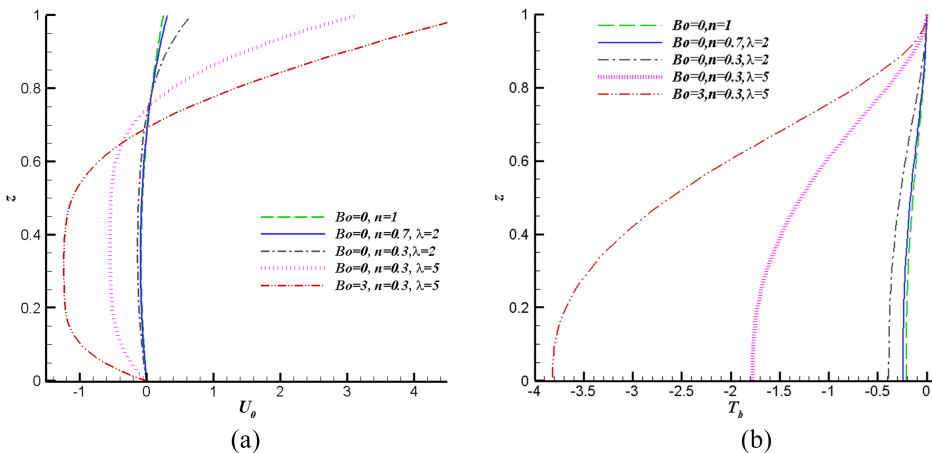 1
0.8
0.6
0.4
0.2
0
z
-1 0 1 2 3 4
U₀
Bo=0, n=1
Bo=0, n=0.7, λ=2
Bo=0, n=0.3,λ=2
Bo=0, n=0.3, λ=5
Bo=3, n=0.3, λ=5
(a)
1
0.8
0.6
0.4
0.2
0
z
-4 -3.5 -3 -2.5 -2 -1.5 -1 -0.5 0
T_b
Bo=0,n=1
Bo=0,n=0.7,λ=2
Bo=0,n=0.3,λ=2
Bo=0,n=0.3,λ=5
Bo=3,n=0.3,λ=5
(b)